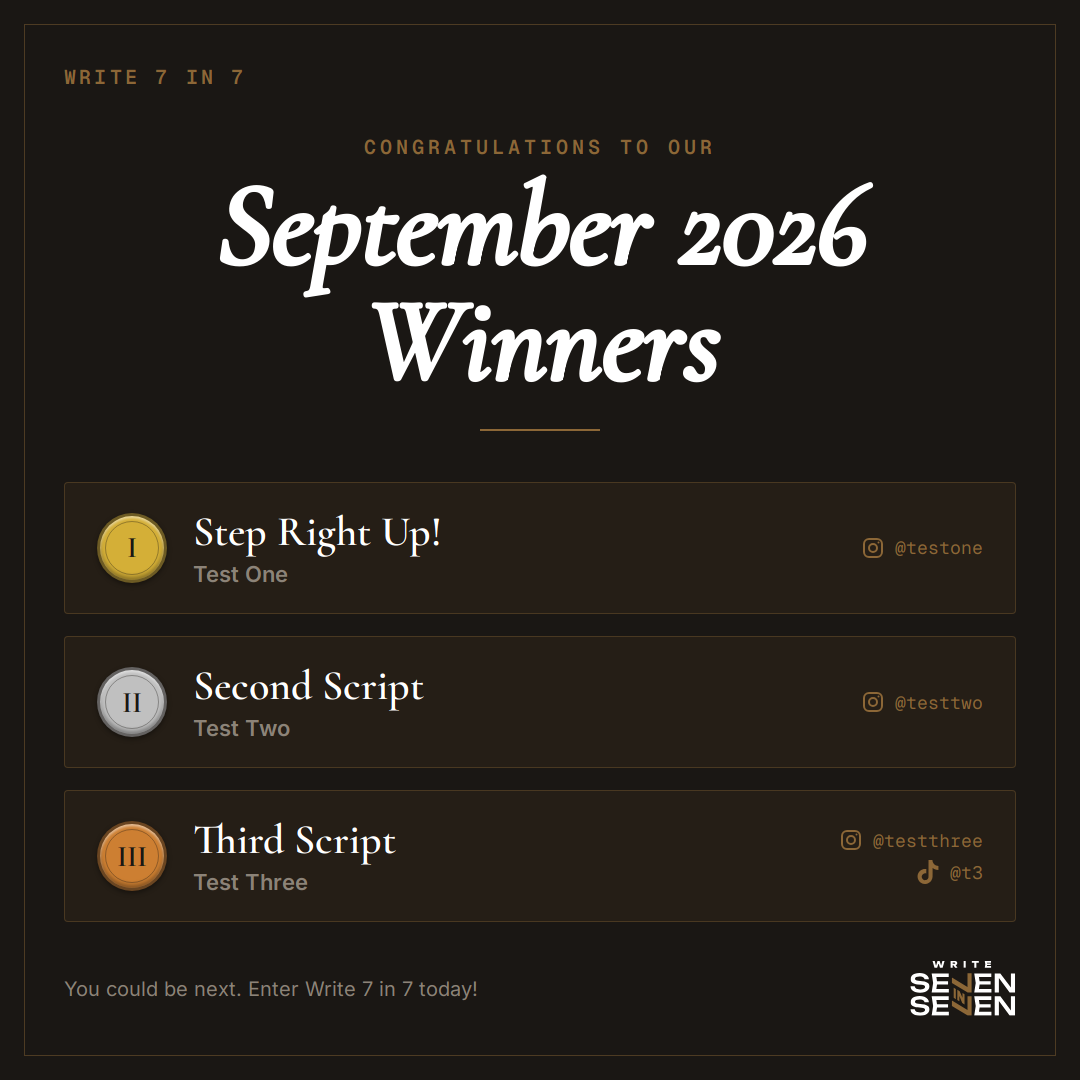 WRITE 7 IN 7
CONGRATULATIONS TO OUR
September 2026
Winners
I
Step Right Up!
Test One
@testone
II
Second Script
Test Two
@testtwo
III
Third Script
Test Three
@testthree
@t3
You could be next. Enter Write 7 in 7 today!
WRITE
SEVEN
IN
SEVEN